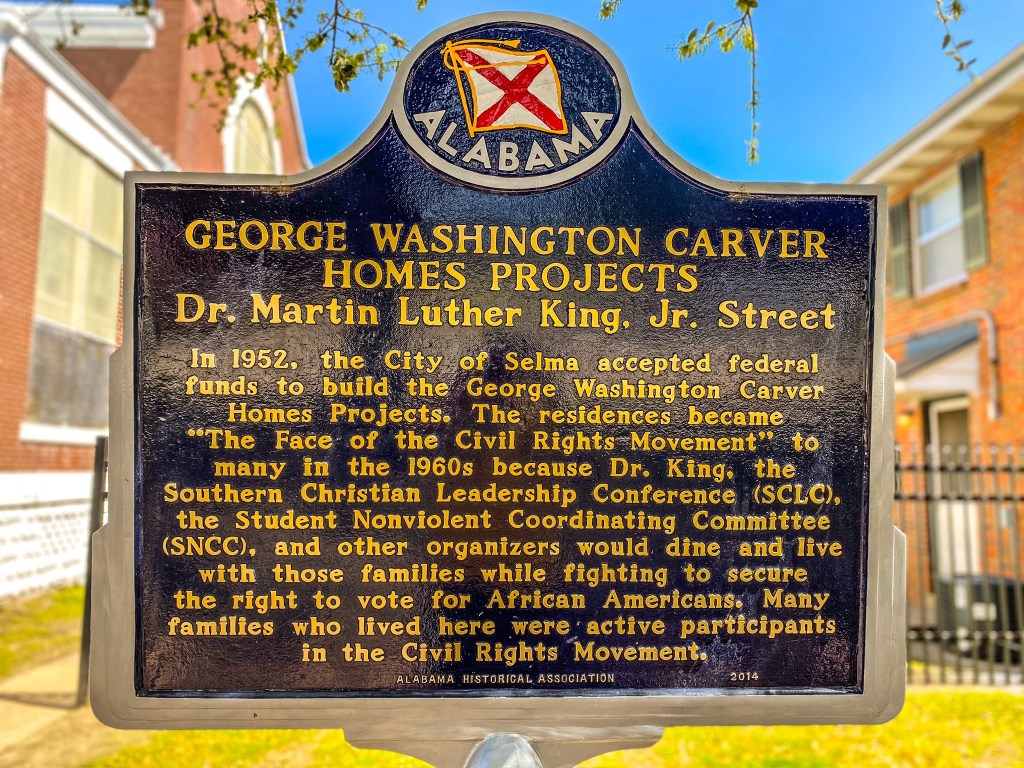 ALABAMA
GEORGE WASHINGTON CARVER
HOMES PROJECTS
Dr. Martin Luther King, Jr. Street
In 1952, the City of Selma accepted federal
funds to build the George Washington Carver
Homes Projects. The residences became
"The Face of the Civil Rights Movement" to
many in the 1960s because Dr. King, the
Southern Christian Leadership Conference (SCLC),
the Student Nonviolent Coordinating Committee
(SNCC), and other organizers would dine and live
with those families while fighting to secure
the right to vote for African Americans. Many
families who lived here were active participants
in the Civil Rights Movement.
ALABAMA HISTORICAL ASSOCIATION 2014